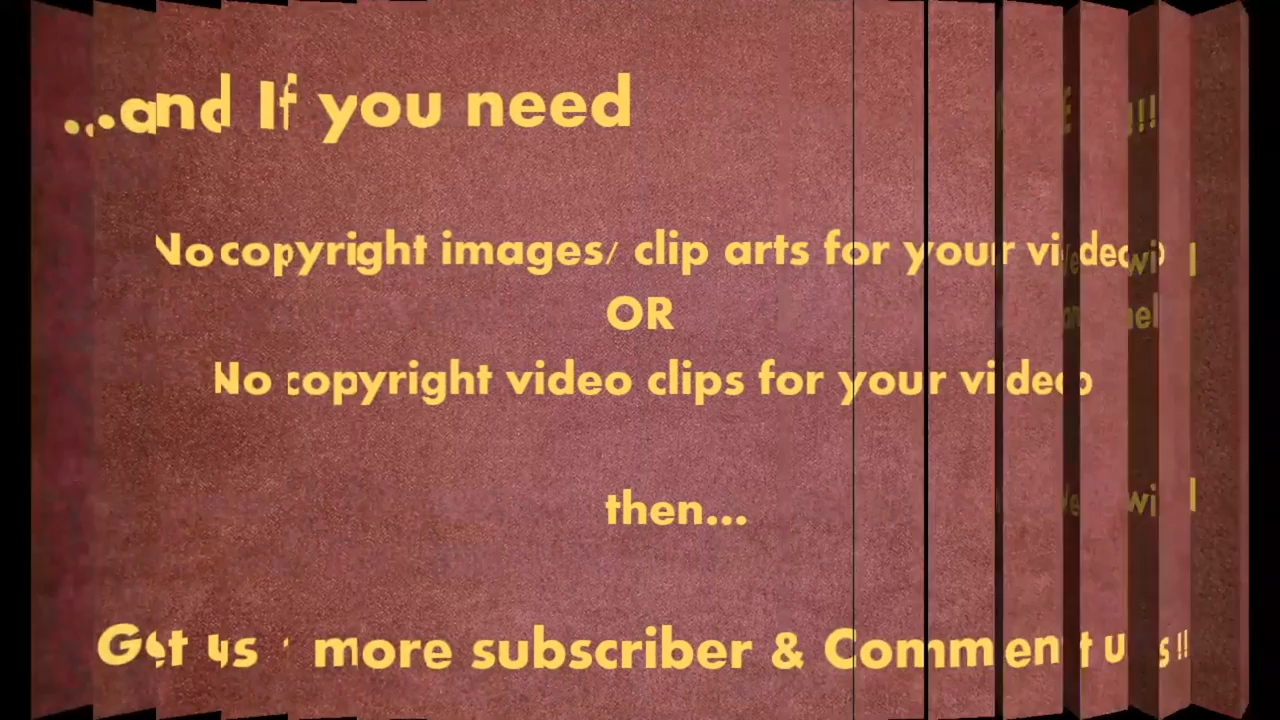 ...and If you need
No copyright images/ clip arts for your video
OR
No copyright video clips for your video
then...
Get us 1 more subscriber & Comment us!!